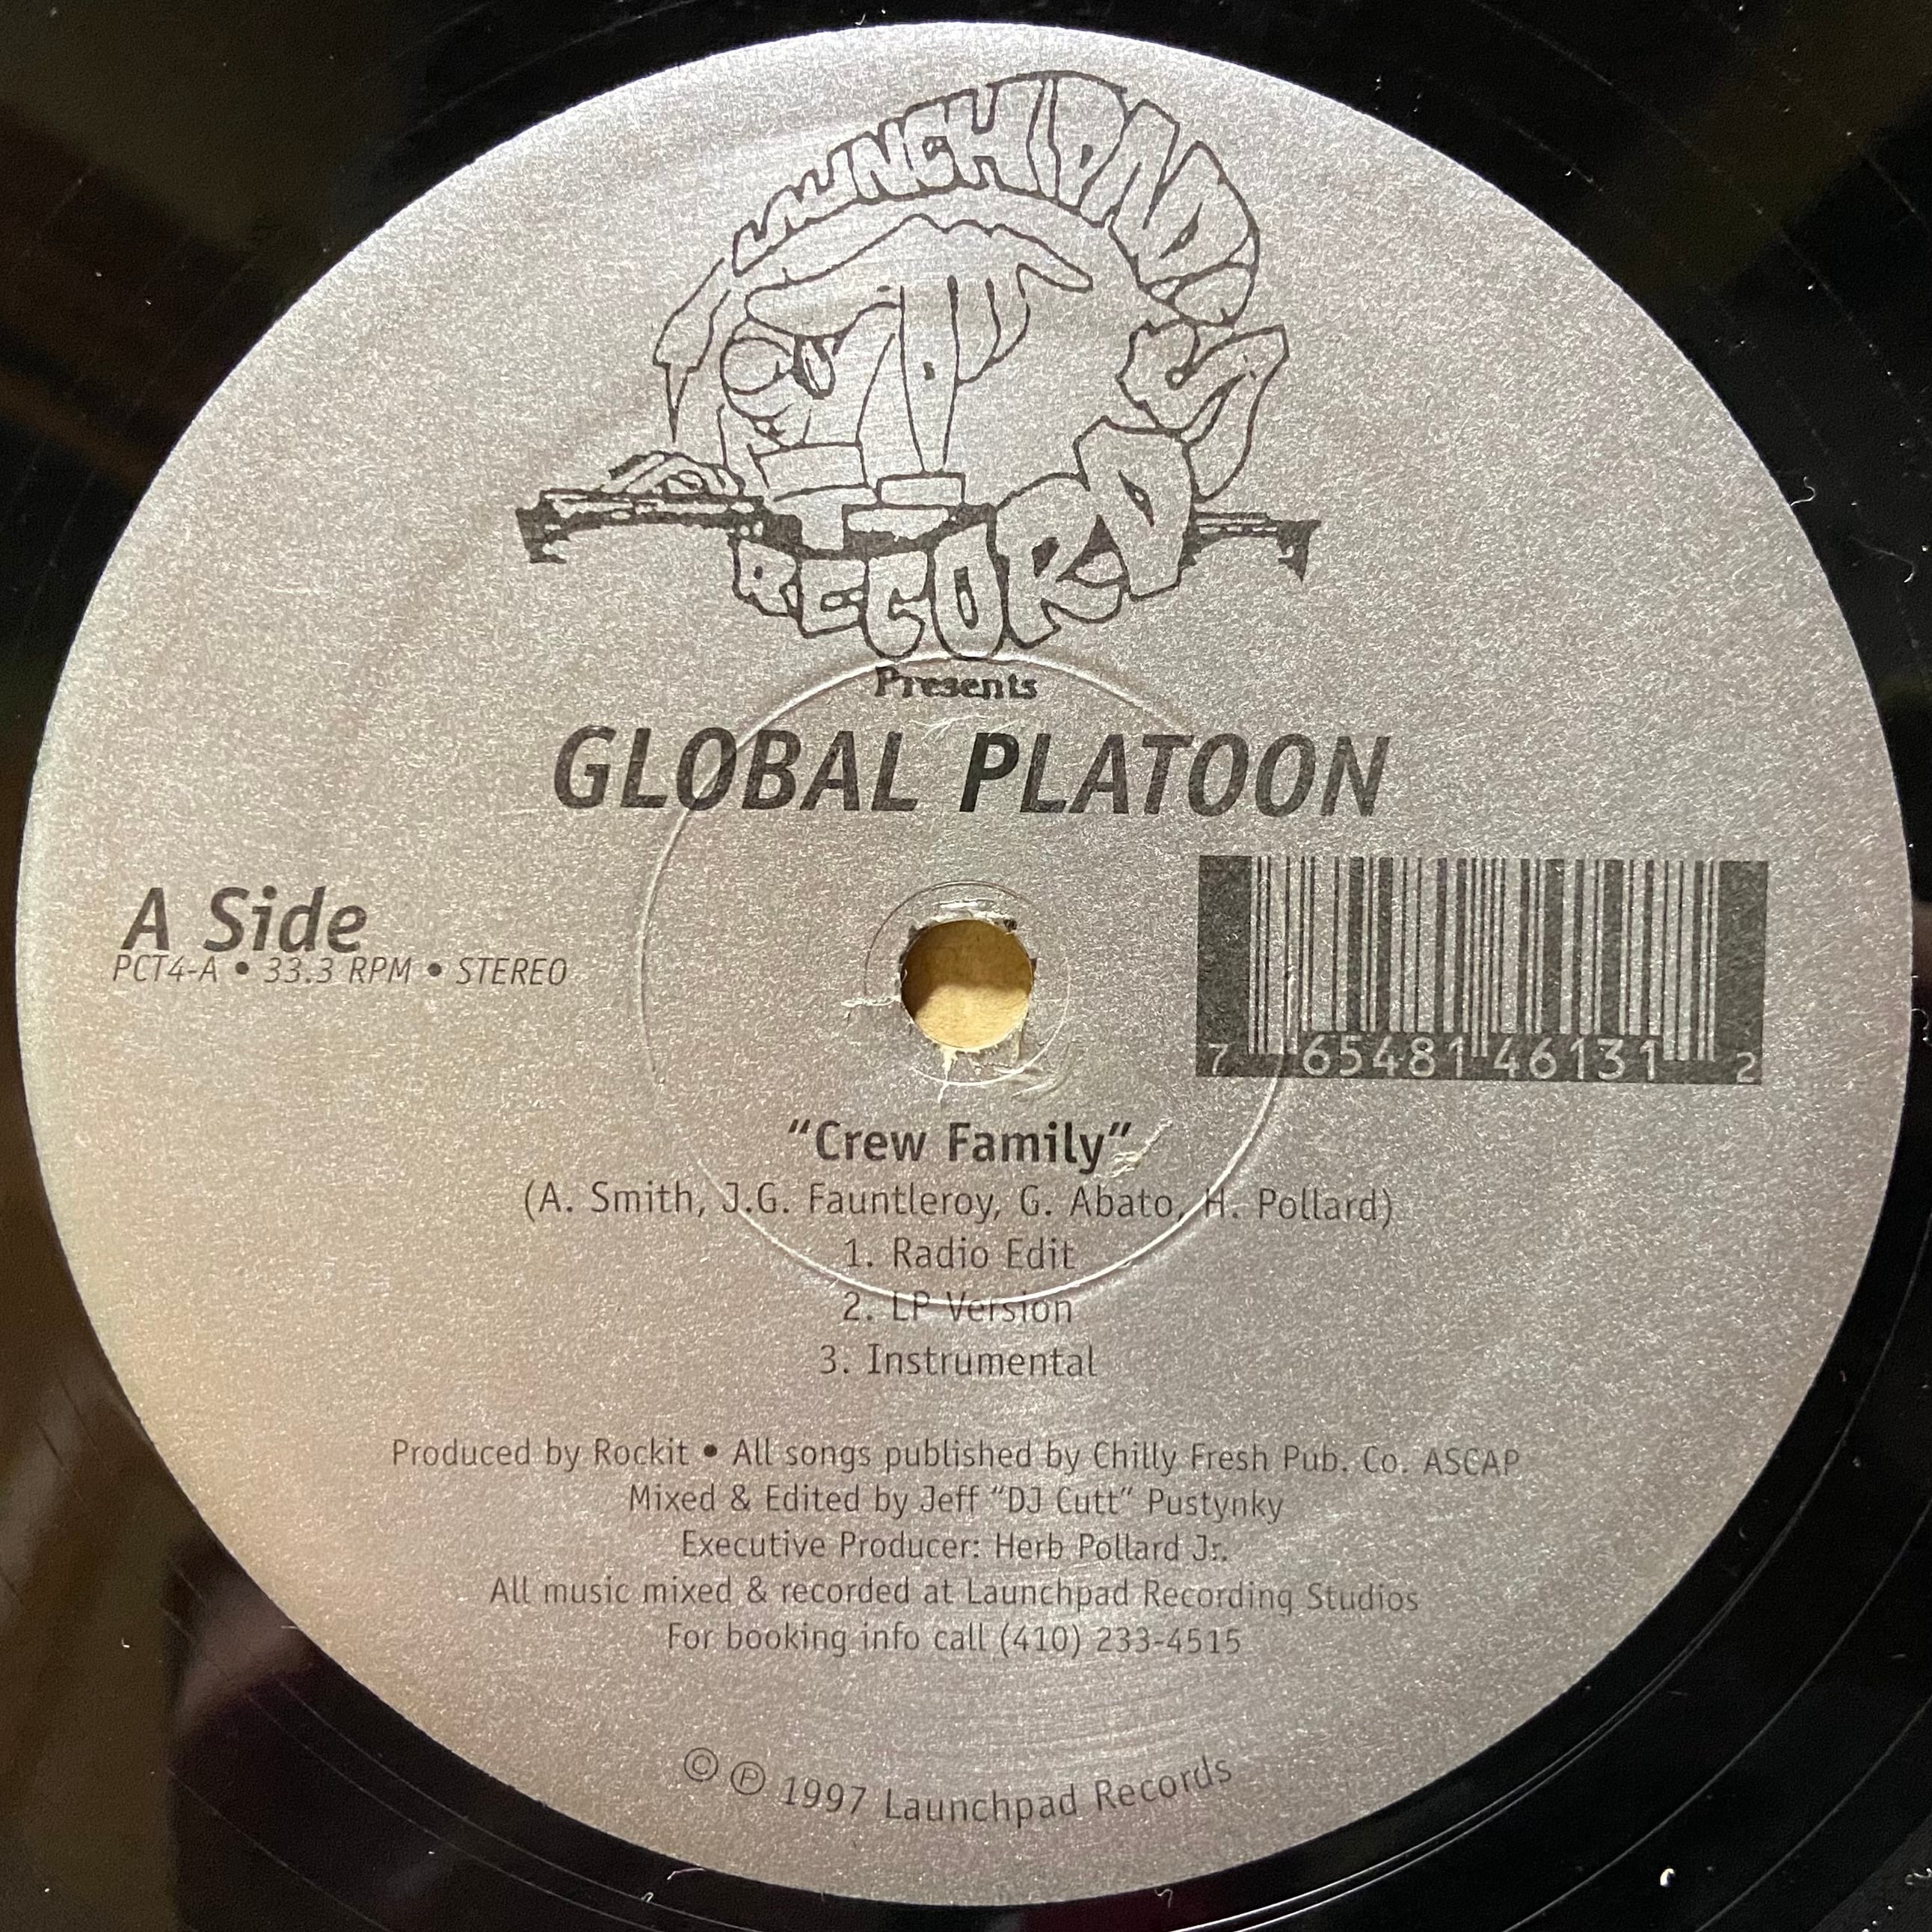 LAUNCH PAD
RECORDS
Presents
GLOBAL PLATOON
A Side
PCT4-A • 33.3 RPM • STEREO
7 65481 46131 2
“Crew Family”
(A. Smith, J.G. Fauntleroy, G. Abato, H. Pollard)
1. Radio Edit
2. LP Version
3. Instrumental
Produced by Rockit • All songs published by Chilly Fresh Pub. Co. ASCAP
Mixed & Edited by Jeff “DJ Cutt” Pustynky
Executive Producer: Herb Pollard Jr.
All music mixed & recorded at Launchpad Recording Studios
For booking info call (410) 233-4515
© ℗ 1997 Launchpad Records